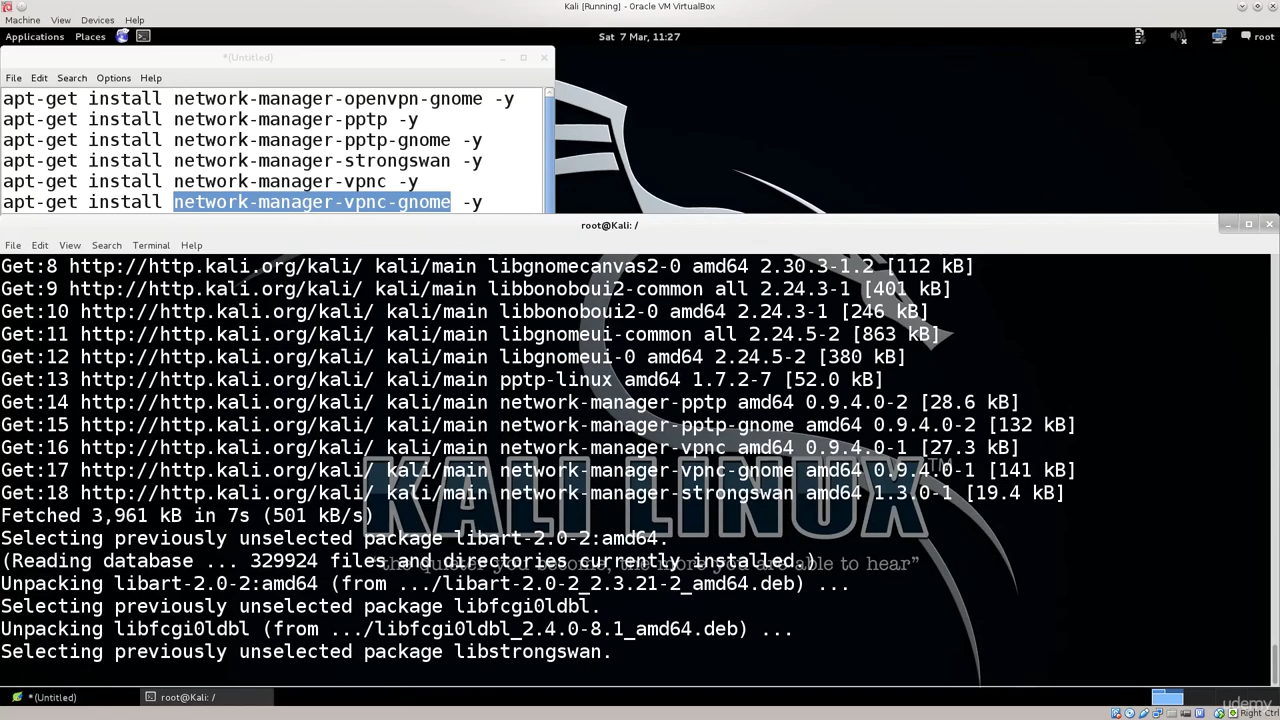 Kali [Running] - Oracle VM VirtualBox
Machine View Devices Help
Applications Places Sat 7 Mar, 11:27 root
*(Untitled)
File Edit Search Options Help
apt-get install network-manager-openvpn-gnome -y
apt-get install network-manager-pptp -y
apt-get install network-manager-pptp-gnome -y
apt-get install network-manager-strongswan -y
apt-get install network-manager-vpnc -y
apt-get install network-manager-vpnc-gnome -y
root@Kali: /
File Edit View Search Terminal Help
Get:8 http://http.kali.org/kali/ kali/main libgnomecanvas2-0 amd64 2.30.3-1.2 [112 kB]
Get:9 http://http.kali.org/kali/ kali/main libbonoboui2-common all 2.24.3-1 [401 kB]
Get:10 http://http.kali.org/kali/ kali/main libbonoboui2-0 amd64 2.24.3-1 [246 kB]
Get:11 http://http.kali.org/kali/ kali/main libgnomeui-common all 2.24.5-2 [863 kB]
Get:12 http://http.kali.org/kali/ kali/main libgnomeui-0 amd64 2.24.5-2 [380 kB]
Get:13 http://http.kali.org/kali/ kali/main pptp-linux amd64 1.7.2-7 [52.0 kB]
Get:14 http://http.kali.org/kali/ kali/main network-manager-pptp amd64 0.9.4.0-2 [28.6 kB]
Get:15 http://http.kali.org/kali/ kali/main network-manager-pptp-gnome amd64 0.9.4.0-2 [132 kB]
Get:16 http://http.kali.org/kali/ kali/main network-manager-vpnc amd64 0.9.4.0-1 [27.3 kB]
Get:17 http://http.kali.org/kali/ kali/main network-manager-vpnc-gnome amd64 0.9.4.0-1 [141 kB]
Get:18 http://http.kali.org/kali/ kali/main network-manager-strongswan amd64 1.3.0-1 [19.4 kB]
KALI LINUX TM
Fetched 3,961 kB in 7s (501 kB/s)
Selecting previously unselected package libart-2.0-2:amd64.
(Reading database ... 329924 files and directories currently installed.)
"the quieter you become, the more you are able to hear"
Unpacking libart-2.0-2:amd64 (from .../libart-2.0-2_2.3.21-2_amd64.deb) ...
Selecting previously unselected package libfcgi0ldbl.
Unpacking libfcgi0ldbl (from .../libfcgi0ldbl_2.4.0-8.1_amd64.deb) ...
Selecting previously unselected package libstrongswan.
*(Untitled) root@Kali: /
udemy
Right Ctrl